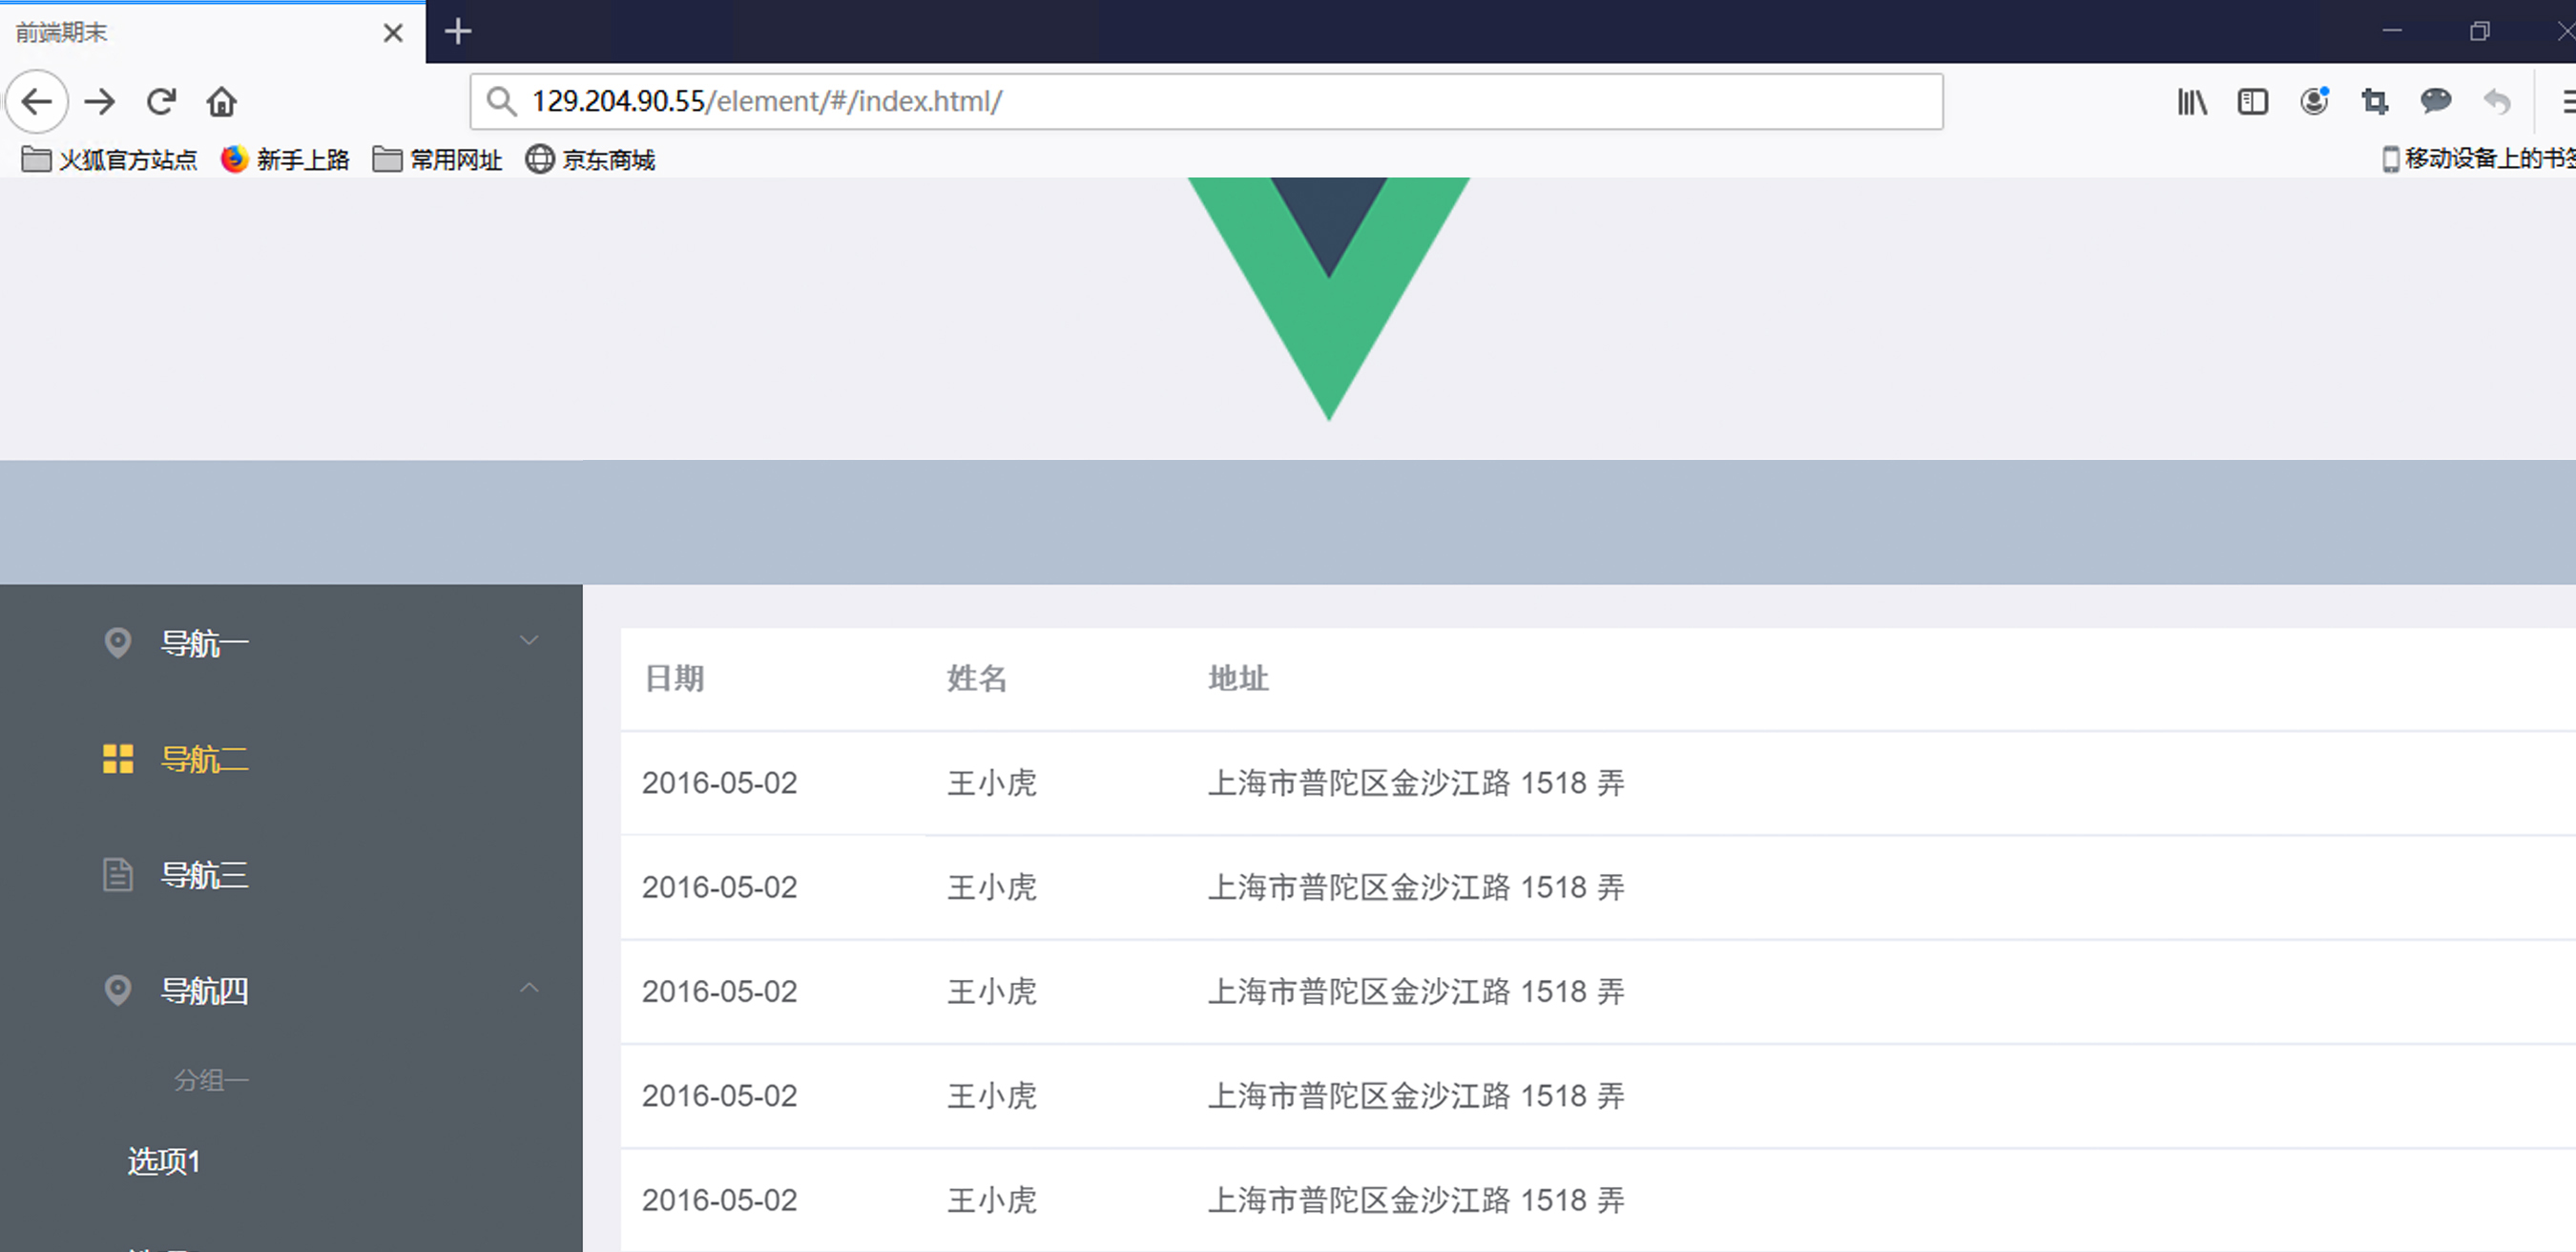 前端期末
129.204.90.55/element/#/index.html/
火狐官方站点 新手上路 常用网址 京东商城 移动设备上的书签
导航一
导航二
导航三
导航四
分组一
选项1
日期 姓名 地址
2016-05-02 王小虎 上海市普陀区金沙江路 1518 弄
2016-05-02 王小虎 上海市普陀区金沙江路 1518 弄
2016-05-02 王小虎 上海市普陀区金沙江路 1518 弄
2016-05-02 王小虎 上海市普陀区金沙江路 1518 弄
2016-05-02 王小虎 上海市普陀区金沙江路 1518 弄